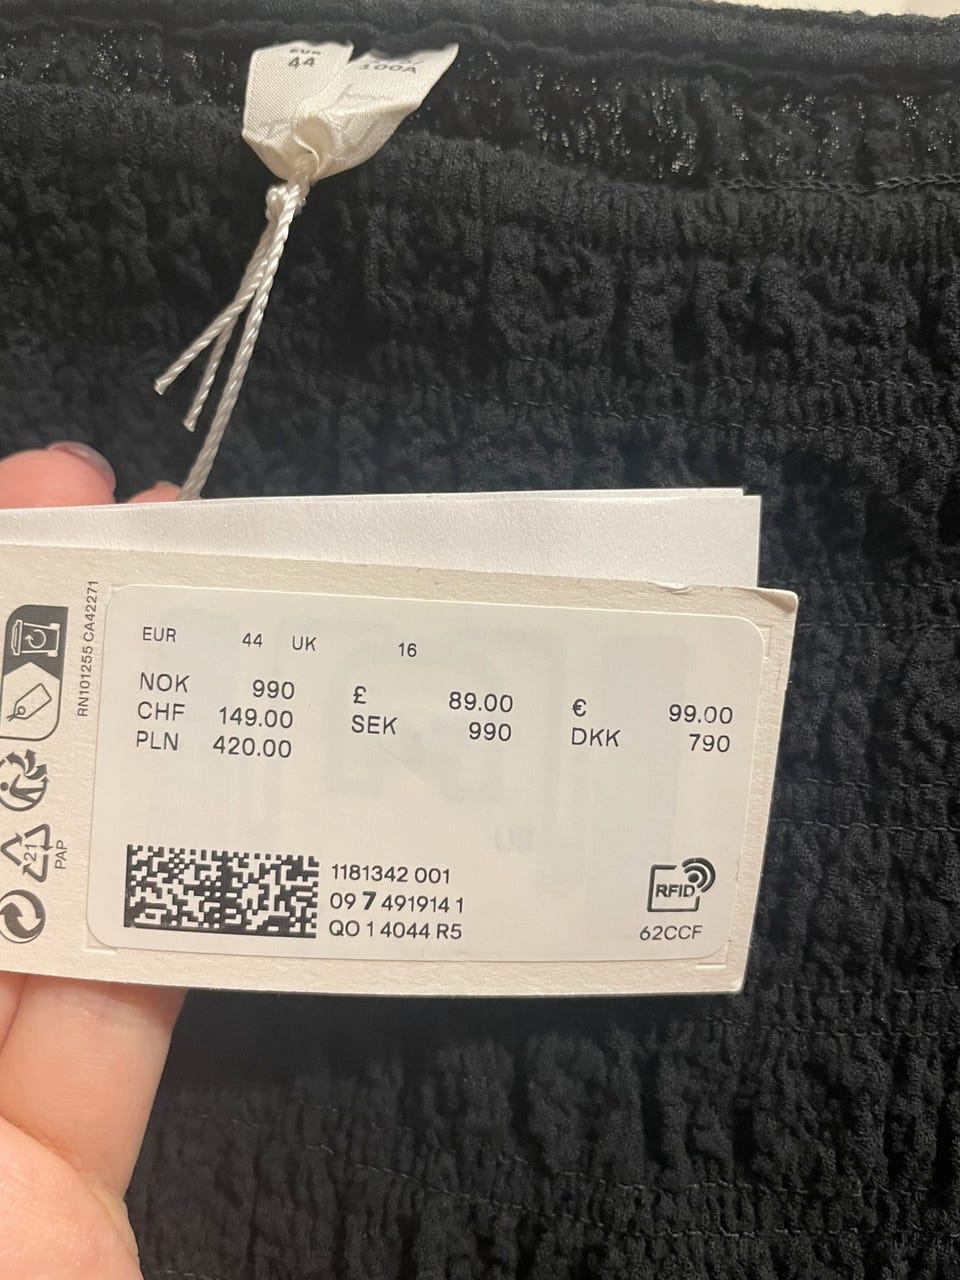 EUR
44
100A
RN101255 CA42271
21
PAP
EUR 44 UK 16
NOK 990 £ 89.00 € 99.00
CHF 149.00 SEK 990 DKK 790
PLN 420.00
1181342 001
09 7 491914 1
QO 1 4044 R5
RFID
62CCF